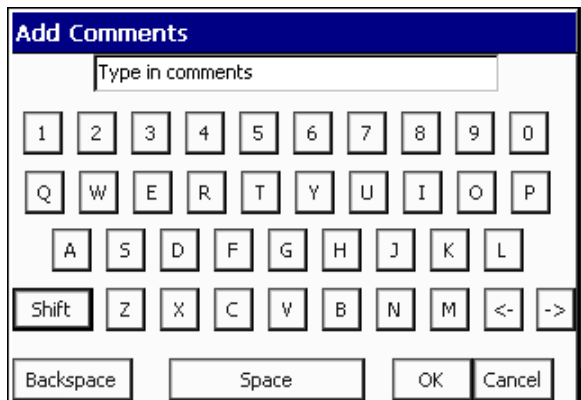 Add Comments
Type in comments
1 2 3 4 5 6 7 8 9 0
Q W E R T Y U I O P
A S D F G H J K L
Shift Z X C V B N M <- ->
Backspace Space OK Cancel